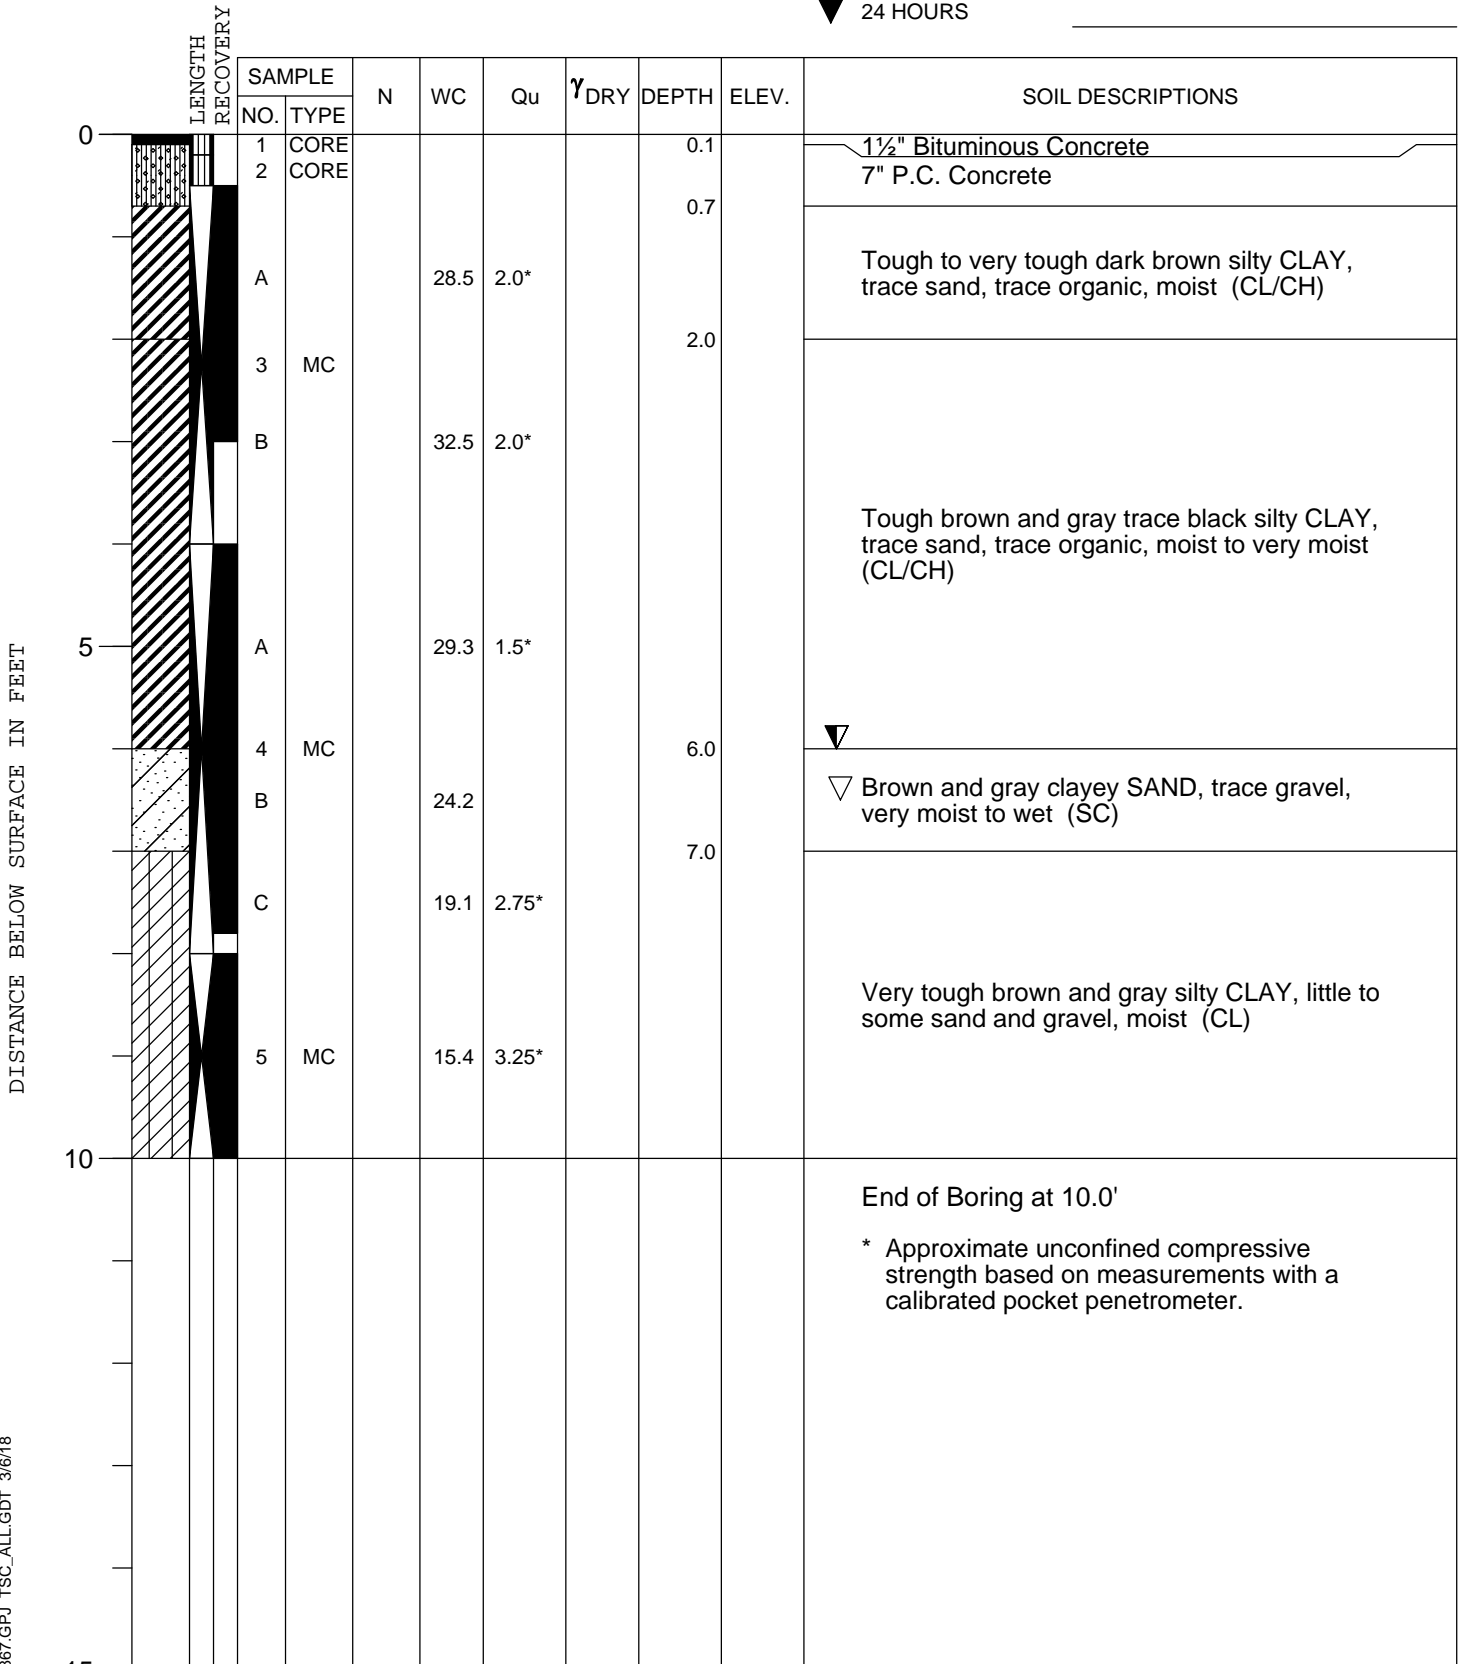 24 HOURS
LENGTH
RECOVERY
SAMPLE
NO. TYPE
N
WC
Qu
γDRY
DEPTH
ELEV.
SOIL DESCRIPTIONS
0
1 CORE 0.1 1½" Bituminous Concrete
2 CORE 7" P.C. Concrete
0.7
Tough to very tough dark brown silty CLAY,
A 28.5 2.0* trace sand, trace organic, moist (CL/CH)
2.0
3 MC
B 32.5 2.0*
Tough brown and gray trace black silty CLAY,
trace sand, trace organic, moist to very moist
(CL/CH)
5 A 29.3 1.5*
4 MC 6.0
Brown and gray clayey SAND, trace gravel,
B 24.2 very moist to wet (SC)
7.0
C 19.1 2.75*
Very tough brown and gray silty CLAY, little to
some sand and gravel, moist (CL)
5 MC 15.4 3.25*
10
End of Boring at 10.0'
* Approximate unconfined compressive
strength based on measurements with a
calibrated pocket penetrometer.
DISTANCE BELOW SURFACE IN FEET
867.GPJ TSC_ALL.GDT 3/6/18